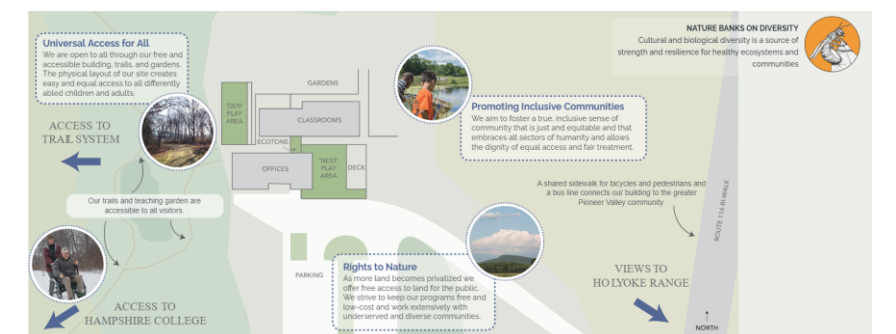 NATURE BANKS ON DIVERSITY
Cultural and biological diversity is a source of
strength and resilience for healthy ecosystems and
communities
Universal Access for All
We are open to all through our free and
accessible building, trails, and gardens.
The physical layout of our site creates
easy and equal access to all differently
abled children and adults.
ACCESS TO
TRAIL SYSTEM
Our trails and teaching garden are
accessible to all visitors.
ACCESS TO
HAMPSHIRE COLLEGE
GARDENS
'DEN'
PLAY
AREA
CLASSROOMS
ECOTONE
OFFICES
'NEST'
PLAY
AREA
DECK
PARKING
Promoting Inclusive Communities
We aim to foster a true, inclusive sense of
community that is just and equitable and that
embraces all sectors of humanity and allows
the dignity of equal access and fair treatment.
A shared sidewalk for bicycles and pedestrians and
a bus line connects our building to the greater
Pioneer Valley community.
ROUTE 116 BI-WALK
Rights to Nature
As more land becomes privatized we
offer free access to land for the public.
We strive to keep our programs free and
low-cost and work extensively with
underserved and diverse communities.
VIEWS TO
HOLYOKE RANGE
NORTH